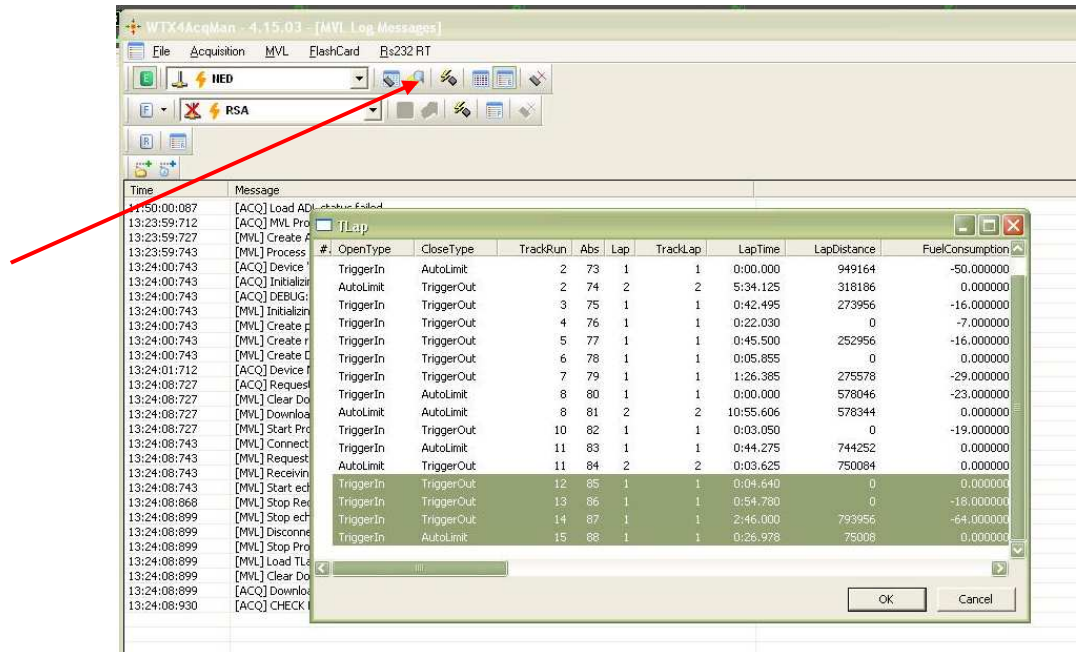 WTX4AcqMan - 4.15.03 - [MVL Log Messages]
File Acquisition MVL FlashCard Rs232 RT
E NED
F RSA
R
Time Message
11:50:00:087 [ACQ] Load ADL status failed
13:23:59:712 [ACQ] MVL Pro
13:23:59:727 [MVL] Create
13:23:59:743 [MVL] Process
13:24:00:743 [ACQ] Device
13:24:00:743 [ACQ] Initializin
13:24:00:743 [ACQ] DEBUG:
13:24:00:743 [MVL] Initializin
13:24:00:743 [MVL] Create p
13:24:00:743 [MVL] Create r
13:24:00:743 [MVL] Create D
13:24:01:712 [ACQ] Device
13:24:08:727 [ACQ] Request
13:24:08:727 [MVL] Clear Do
13:24:08:727 [MVL] Downloa
13:24:08:727 [MVL] Start Pro
13:24:08:743 [MVL] Connect
13:24:08:743 [MVL] Request
13:24:08:743 [MVL] Receivin
13:24:08:743 [MVL] Start ech
13:24:08:868 [MVL] Stop Rec
13:24:08:899 [MVL] Stop ech
13:24:08:899 [MVL] Disconne
13:24:08:899 [MVL] Stop Pro
13:24:08:899 [MVL] Load TLa
13:24:08:899 [MVL] Clear Do
13:24:08:899 [ACQ] Downloa
13:24:08:930 [ACQ] CHECK
TLap
#. OpenType CloseType TrackRun Abs Lap TrackLap LapTime LapDistance FuelConsumption
TriggerIn AutoLimit 2 73 1 1 0:00.000 949164 -50.000000
AutoLimit TriggerOut 2 74 2 2 5:34.125 318186 0.000000
TriggerIn TriggerOut 3 75 1 1 0:42.495 273956 -16.000000
TriggerIn TriggerOut 4 76 1 1 0:22.030 0 -7.000000
TriggerIn TriggerOut 5 77 1 1 0:45.500 252956 -16.000000
TriggerIn TriggerOut 6 78 1 1 0:05.855 0 0.000000
TriggerIn TriggerOut 7 79 1 1 1:26.385 275578 -29.000000
TriggerIn AutoLimit 8 80 1 1 0:00.000 578046 -23.000000
AutoLimit AutoLimit 8 81 2 2 10:55.606 578344 0.000000
TriggerIn TriggerOut 10 82 1 1 0:03.050 0 -19.000000
TriggerIn AutoLimit 11 83 1 1 0:44.275 744252 0.000000
AutoLimit TriggerOut 11 84 2 2 0:03.625 750084 0.000000
TriggerIn TriggerOut 12 85 1 1 0:04.640 0 0.000000
TriggerIn TriggerOut 13 86 1 1 0:54.780 0 -18.000000
TriggerIn TriggerOut 14 87 1 1 2:46.000 793956 -64.000000
TriggerIn AutoLimit 15 88 1 1 0:26.978 75008 0.000000
OK Cancel